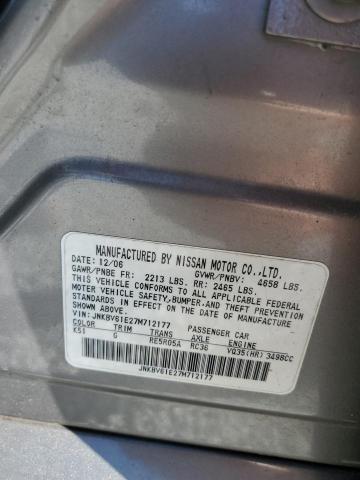 MANUFACTURED BY NISSAN MOTOR CO.,LTD.
DATE: 12/06 GVWR/PNBV: 4658 LBS.
GAWR/PNBE FR: 2213 LBS. RR: 2465 LBS.
THIS VEHICLE CONFORMS TO ALL APPLICABLE FEDERAL
MOTOR VEHICLE SAFETY,BUMPER,AND THEFT PREVENTION
STANDARDS IN EFFECT ON THE DATE OF MANUFACTURE
SHOWN ABOVE.
VIN: JNKBV61E27M712177 PASSENGER CAR
COLOR TRIM TRANS AXLE ENGINE
K51 G RE5R05A RC36 VQ35(HR) 3498CC
JNKBV61E27M712177